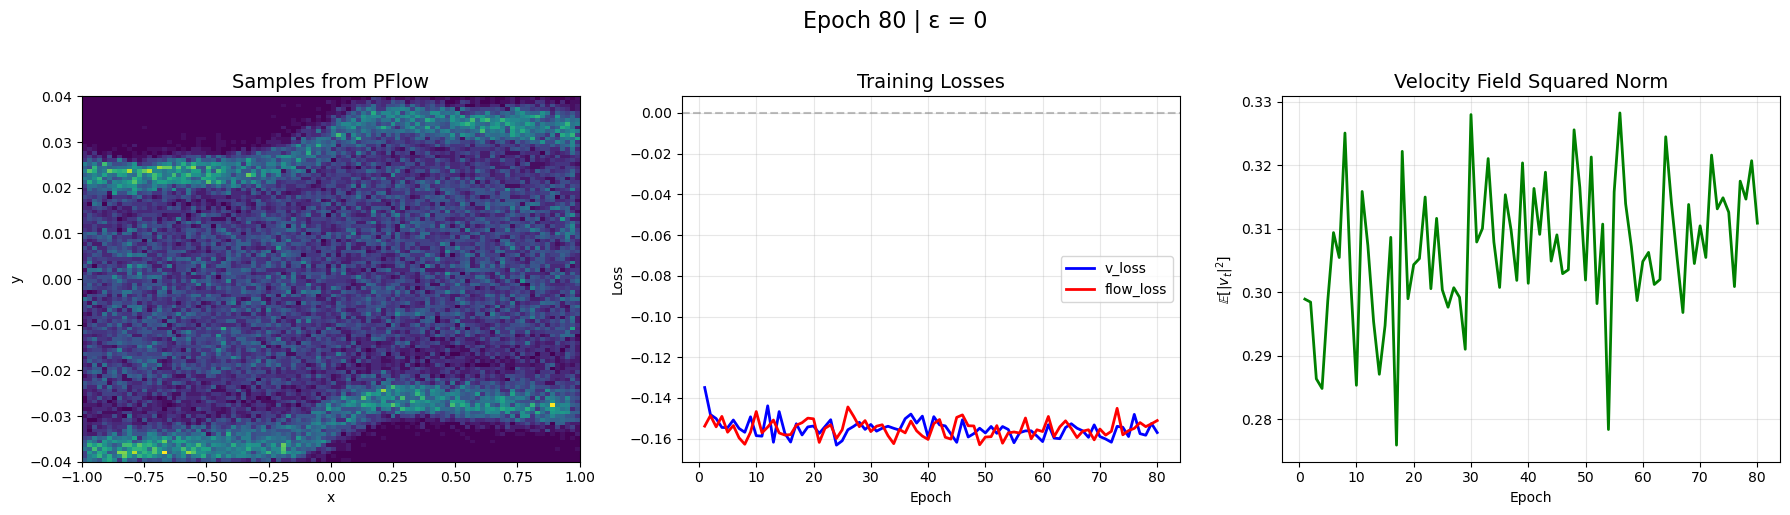 Epoch 80 | ε = 0
Samples from PFlow
0.04
0.03
0.02
0.01
0.00
−0.01
−0.02
−0.03
−0.04
y
−1.00 −0.75 −0.50 −0.25 0.00 0.25 0.50 0.75 1.00
x
Training Losses
0.00
−0.02
−0.04
−0.06
−0.08
−0.10
−0.12
−0.14
−0.16
Loss
v_loss
flow_loss
0 10 20 30 40 50 60 70 80
Epoch
Velocity Field Squared Norm
0.33
0.32
0.31
0.30
0.29
0.28
𝔼[|v_t|²]
0 10 20 30 40 50 60 70 80
Epoch